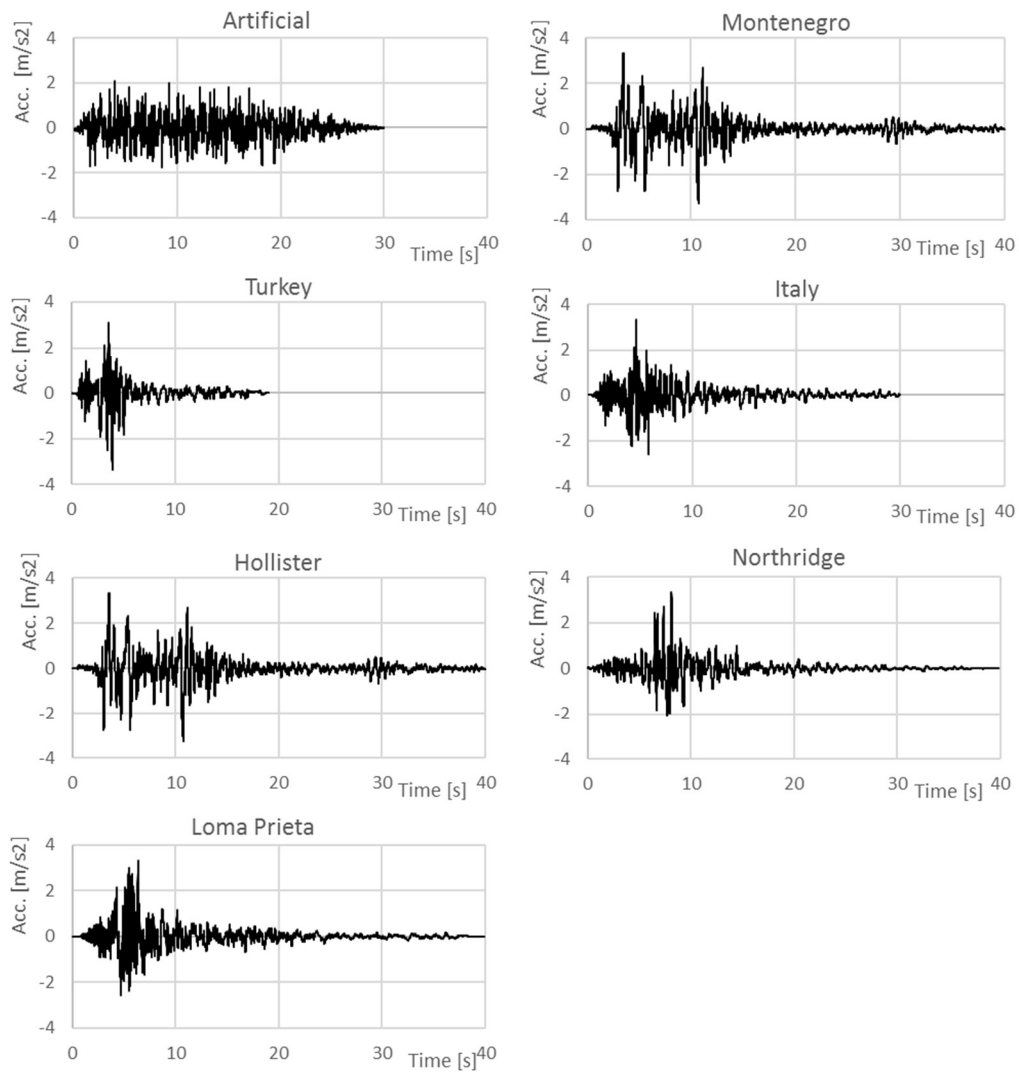 Artificial
Acc. [m/s2]
4
2
0
-2
-4
0 10 20 30 40
Time [s]
Montenegro
Acc. [m/s2]
4
2
0
-2
-4
0 10 20 30 40
Time [s]
Turkey
Acc. [m/s2]
4
2
0
-2
-4
0 10 20 30 40
Time [s]
Italy
Acc. [m/s2]
4
2
0
-2
-4
0 10 20 30 40
Time [s]
Hollister
Acc. [m/s2]
4
2
0
-2
-4
0 10 20 30 40
Time [s]
Northridge
Acc. [m/s2]
4
2
0
-2
-4
0 10 20 30 40
Time [s]
Loma Prieta
Acc. [m/s2]
4
2
0
-2
-4
0 10 20 30 40
Time [s]